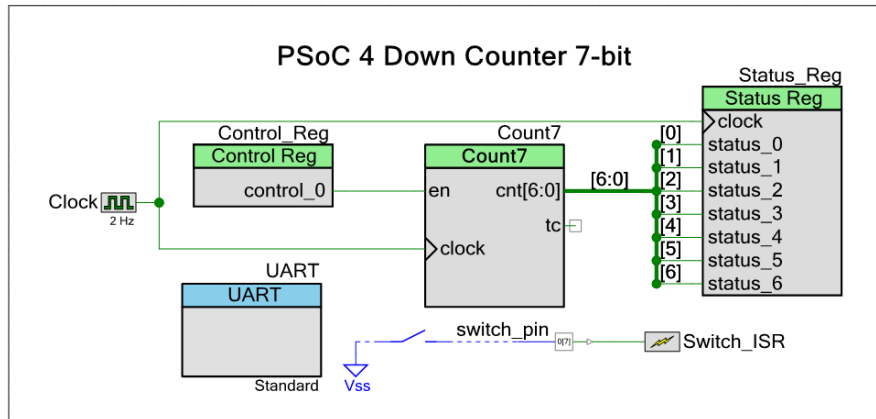 PSoC 4 Down Counter 7-bit
Status_Reg
Status Reg
clock
Control_Reg
Control Reg
control_0
Count7
Count7
en
cnt[6:0]
tc
clock
[6:0]
[0]
status_0
[1]
status_1
[2]
status_2
[3]
status_3
[4]
status_4
[5]
status_5
[6]
status_6
Clock
2 Hz
UART
UART
Standard
switch_pin
0[7]
Switch_ISR
Vss